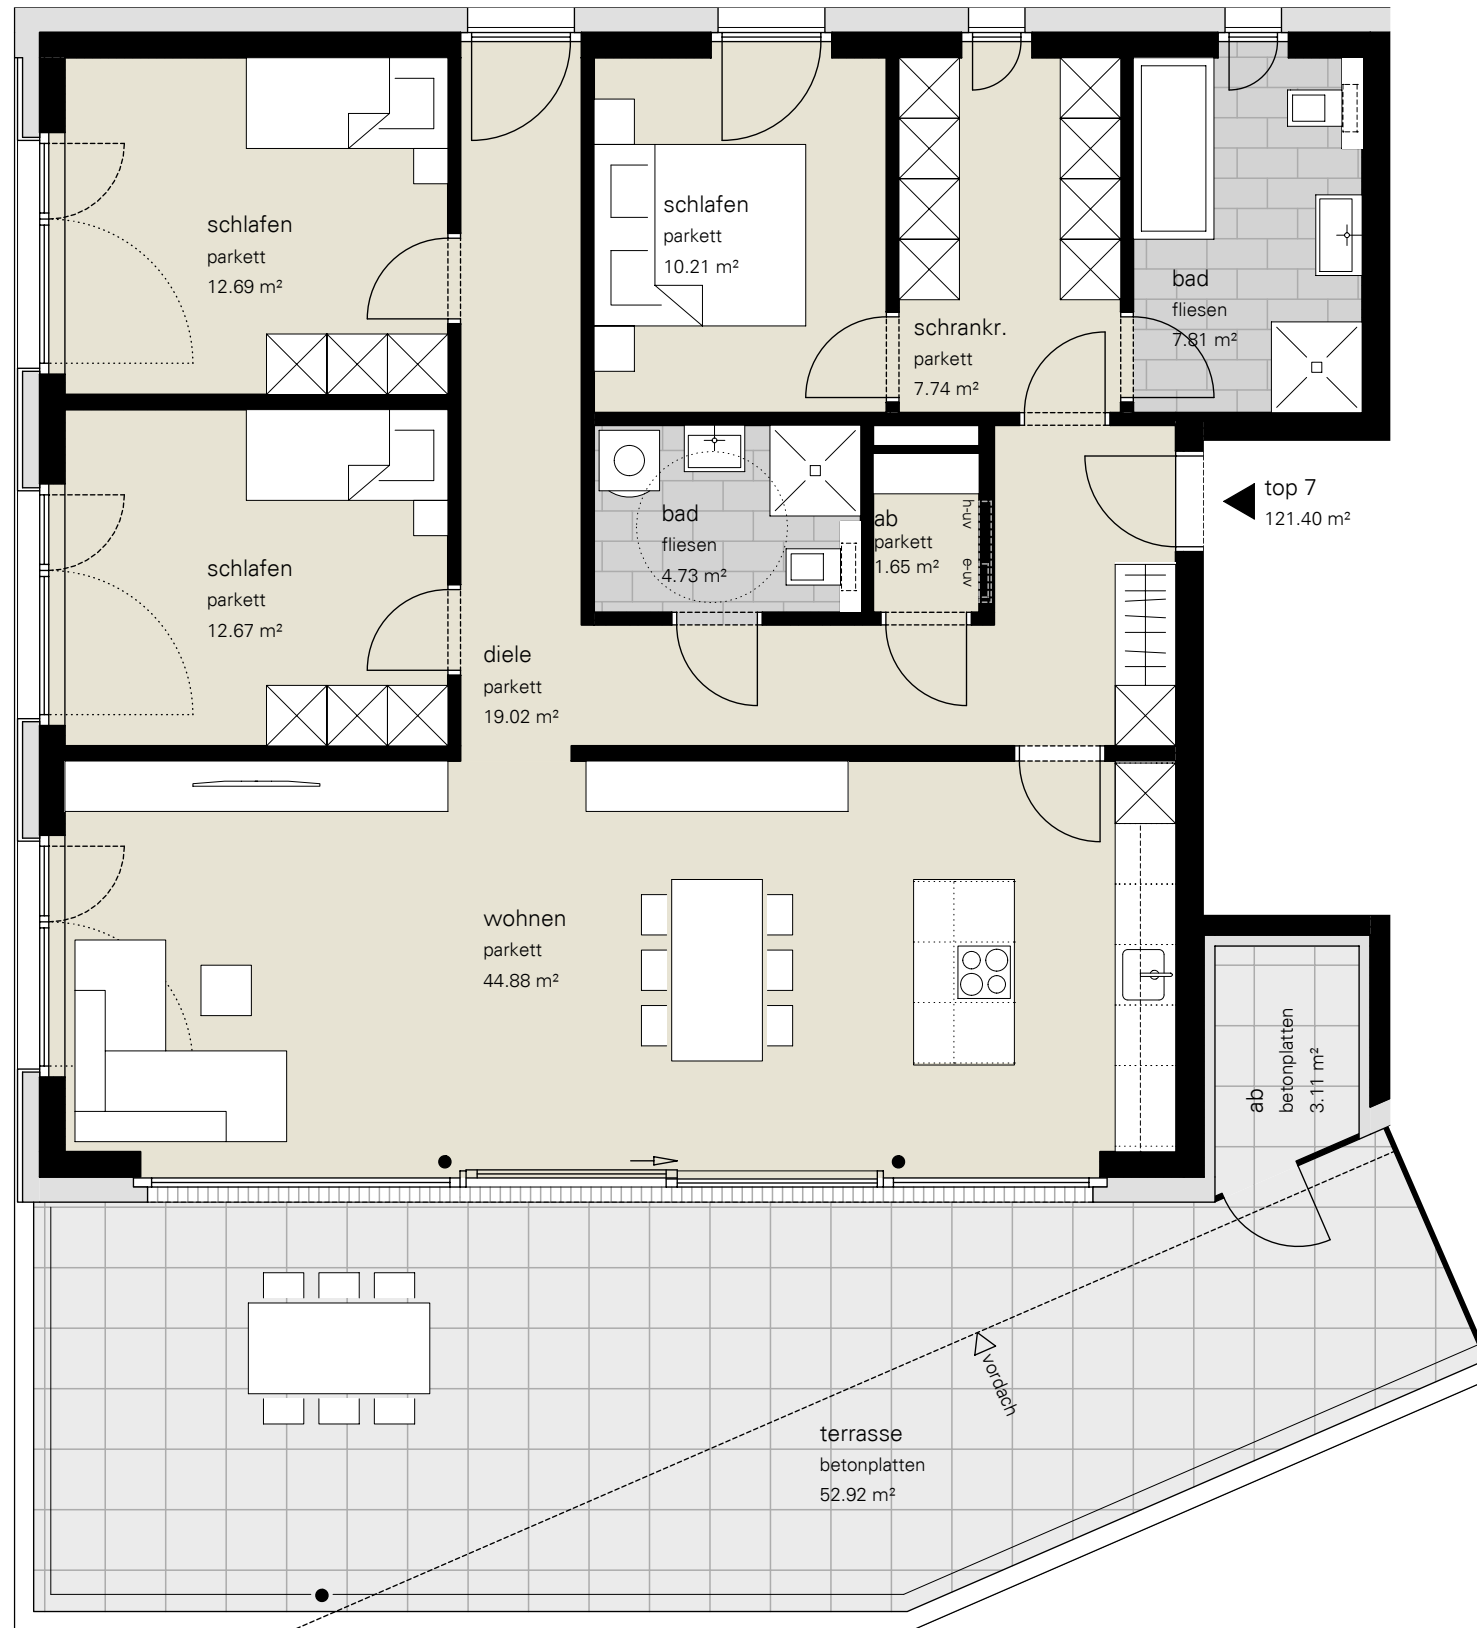 schlafen
parkett
12.69 m²
schlafen
parkett
10.21 m²
schrankr.
parkett
7.74 m²
bad
fliesen
7.81 m²
top 7
121.40 m²
bad
fliesen
4.73 m²
ab
parkett
1.65 m²
h-uv
e-uv
schlafen
parkett
12.67 m²
diele
parkett
19.02 m²
wohnen
parkett
44.88 m²
ab
betonplatten
3.11 m²
vordach
terrasse
betonplatten
52.92 m²